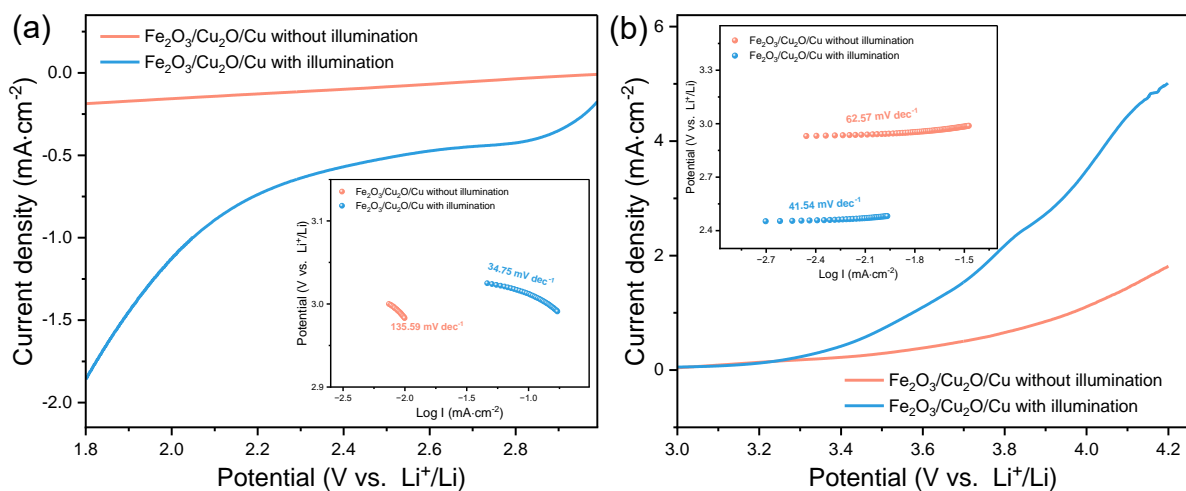 (a)
Fe₂O₃/Cu₂O/Cu without illumination
Fe₂O₃/Cu₂O/Cu with illumination
Current density (mA·cm⁻²)
0.0
-0.5
-1.0
-1.5
-2.0
1.8 2.0 2.2 2.4 2.6 2.8
Potential (V vs. Li⁺/Li)
Fe₂O₃/Cu₂O/Cu without illumination
Fe₂O₃/Cu₂O/Cu with illumination
Potential (V vs. Li⁺/Li)
3.1
3.0
2.9
34.75 mV dec⁻¹
135.59 mV dec⁻¹
−2.5 −2.0 −1.5 −1.0
Log I (mA·cm⁻²)
(b)
Current density (mA·cm⁻²)
6
4
2
0
3.0 3.2 3.4 3.6 3.8 4.0 4.2
Potential (V vs. Li⁺/Li)
Fe₂O₃/Cu₂O/Cu without illumination
Fe₂O₃/Cu₂O/Cu with illumination
Potential (V vs. Li⁺/Li)
3.3
3.0
2.7
2.4
62.57 mV dec⁻¹
41.54 mV dec⁻¹
−2.7 −2.4 −2.1 −1.8 −1.5
Log I (mA·cm⁻²)
Fe₂O₃/Cu₂O/Cu without illumination
Fe₂O₃/Cu₂O/Cu with illumination